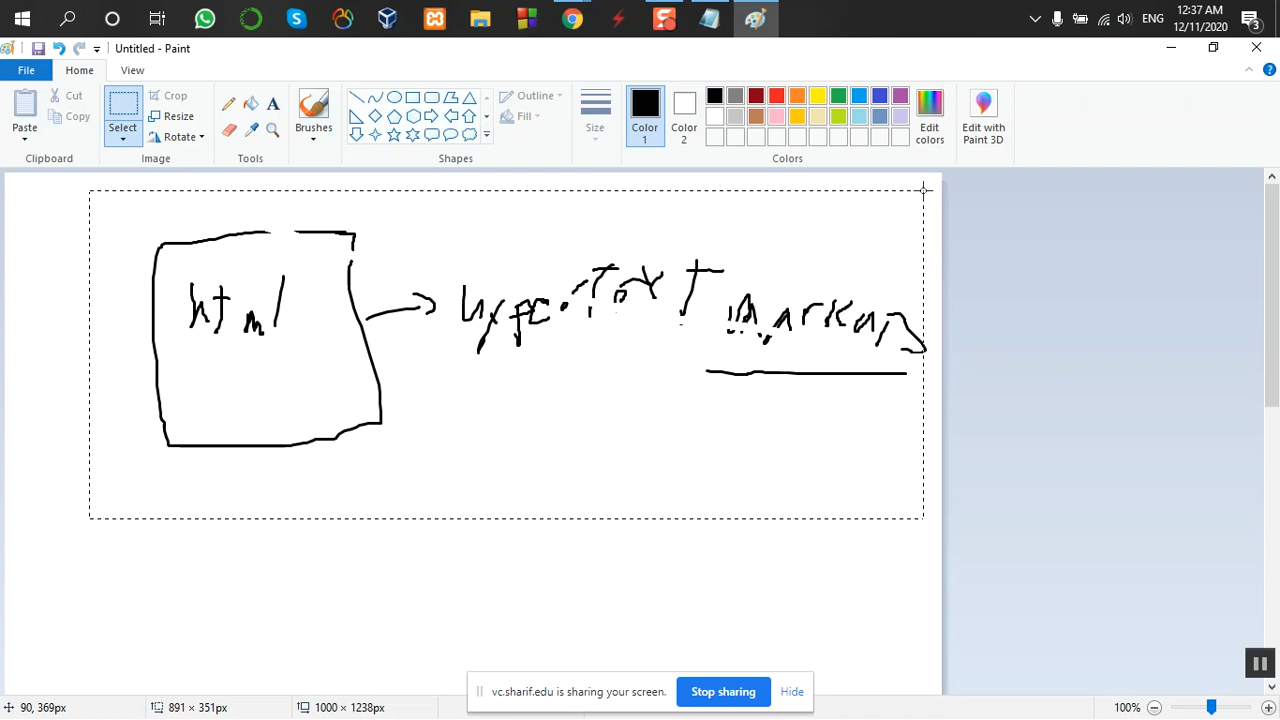 12:37 AM
ENG
12/11/2020
3
Untitled - Paint
File
Home
View
Paste
Cut
Copy
Clipboard
Select
Crop
Resize
Rotate
Image
Tools
Brushes
Shapes
Outline
Fill
Size
Color 1
Color 2
Colors
Edit colors
Edit with Paint 3D
html
hyper Text markup
vc.sharif.edu is sharing your screen.
Stop sharing
Hide
90, 369px
891 × 351px
1000 × 1238px
100%